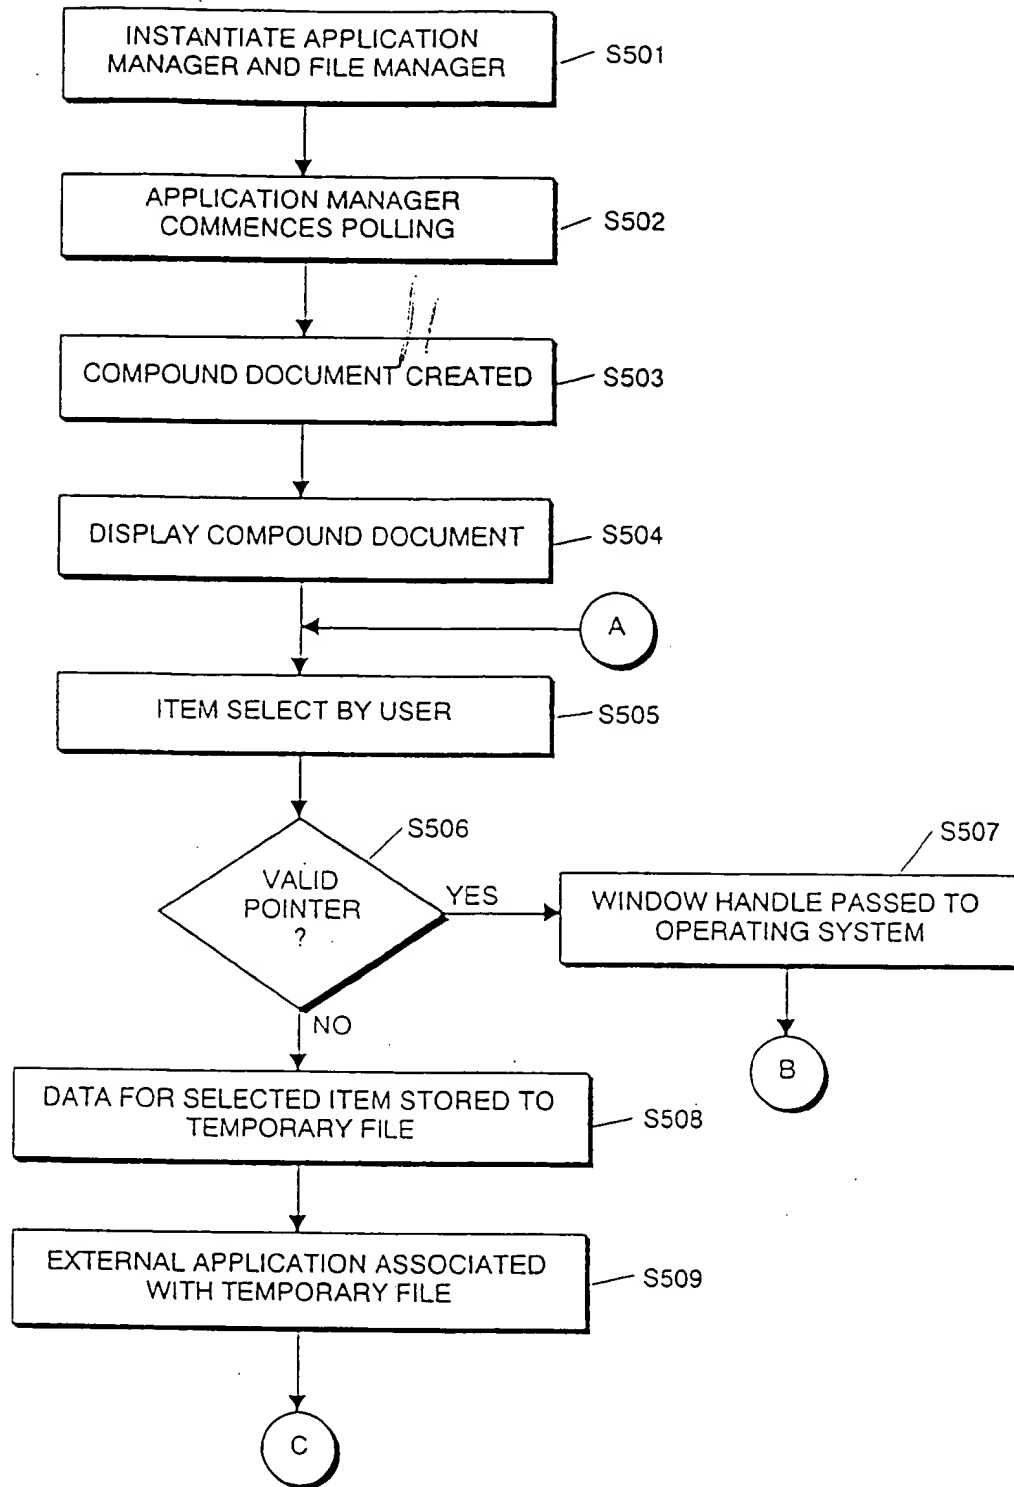 INSTANTIATE APPLICATION
MANAGER AND FILE MANAGER
S501
APPLICATION MANAGER
COMMENCES POLLING
S502
COMPOUND DOCUMENT CREATED
S503
DISPLAY COMPOUND DOCUMENT
S504
A
ITEM SELECT BY USER
S505
S506
VALID
POINTER
?
YES
S507
WINDOW HANDLE PASSED TO
OPERATING SYSTEM
B
NO
DATA FOR SELECTED ITEM STORED TO
TEMPORARY FILE
S508
EXTERNAL APPLICATION ASSOCIATED
WITH TEMPORARY FILE
S509
C